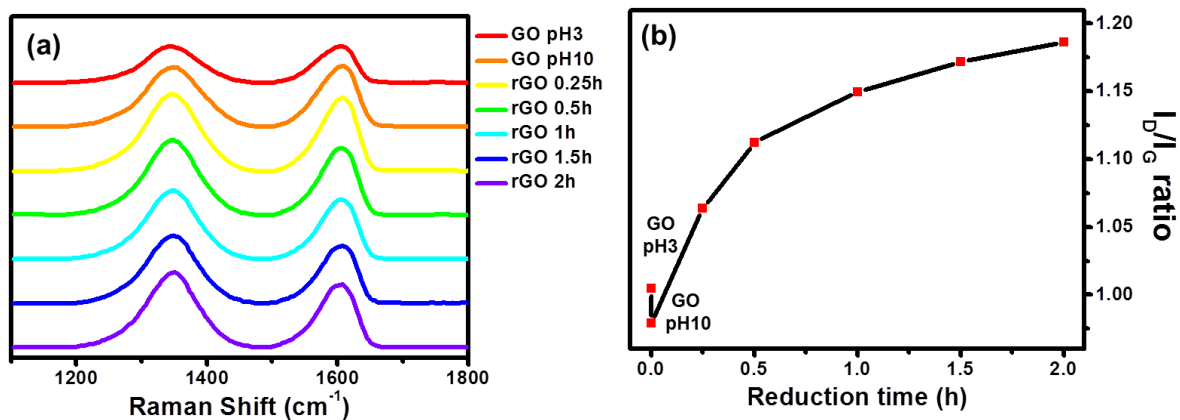 (a)
GO pH3
GO pH10
rGO 0.25h
rGO 0.5h
rGO 1h
rGO 1.5h
rGO 2h
1200
1400
1600
1800
Raman Shift (cm⁻¹)
(b)
GO
pH3
GO
pH10
1.20
1.15
1.10
1.05
1.00
I_D/I_G ratio
0.0
0.5
1.0
1.5
2.0
Reduction time (h)